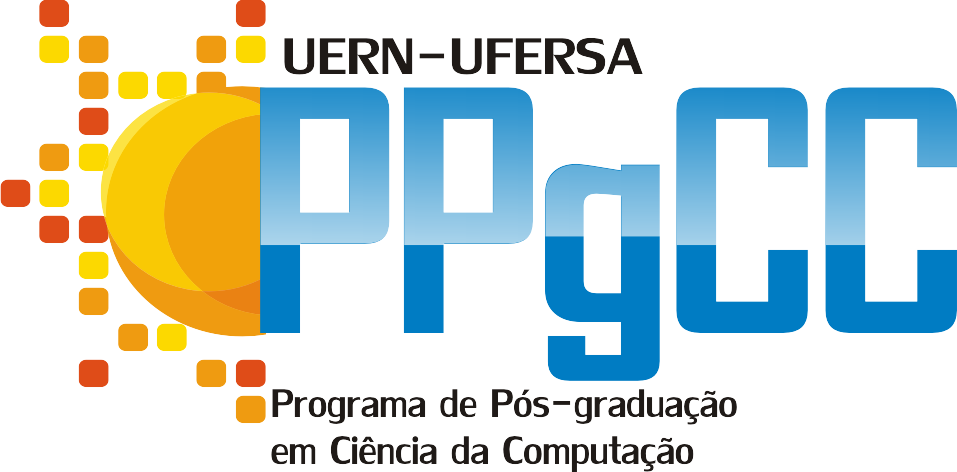 UERN-UFERSA
PPgCC
Programa de Pós-graduação
em Ciência da Computação